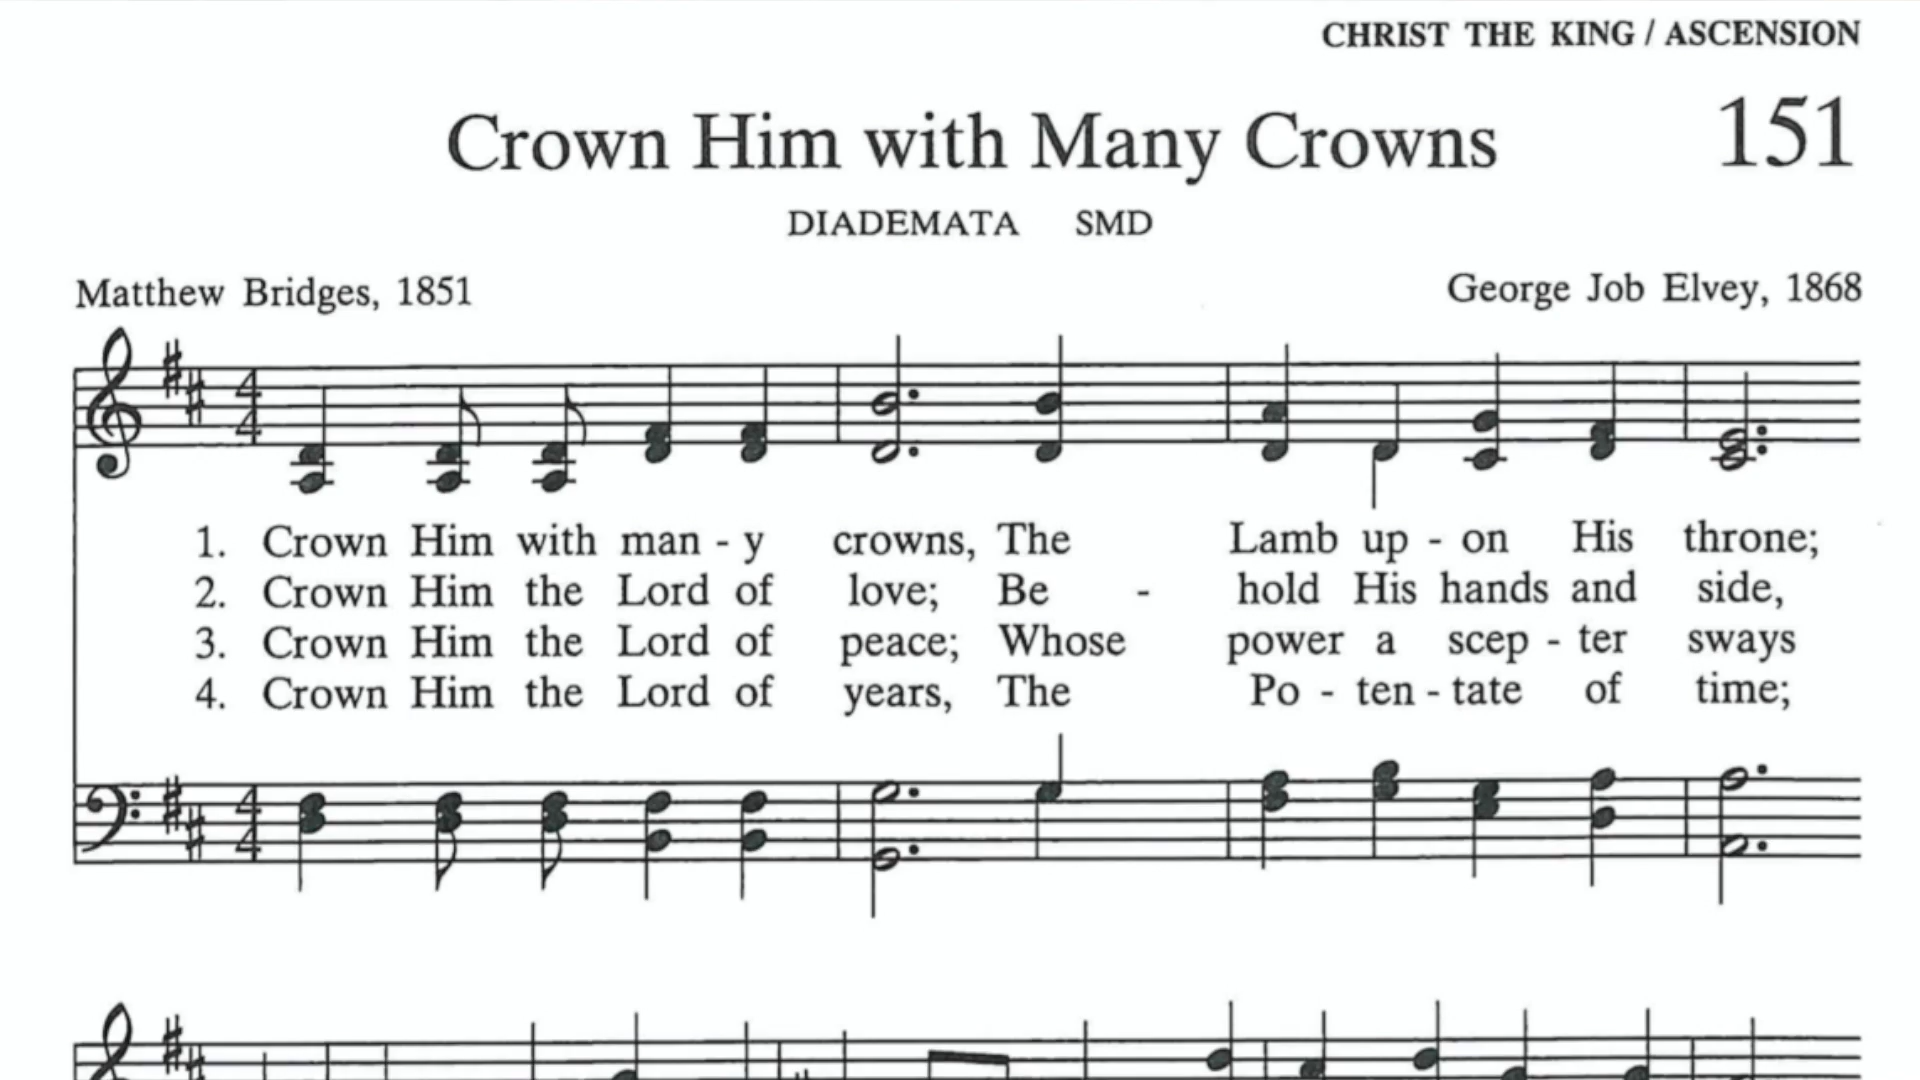 CHRIST THE KING / ASCENSION
Crown Him with Many Crowns 151
DIADEMATA SMD
Matthew Bridges, 1851 George Job Elvey, 1868
1. Crown Him with man - y crowns, The Lamb up - on His throne;
2. Crown Him the Lord of love; Be - hold His hands and side,
3. Crown Him the Lord of peace; Whose power a scep - ter sways
4. Crown Him the Lord of years, The Po - ten - tate of time;